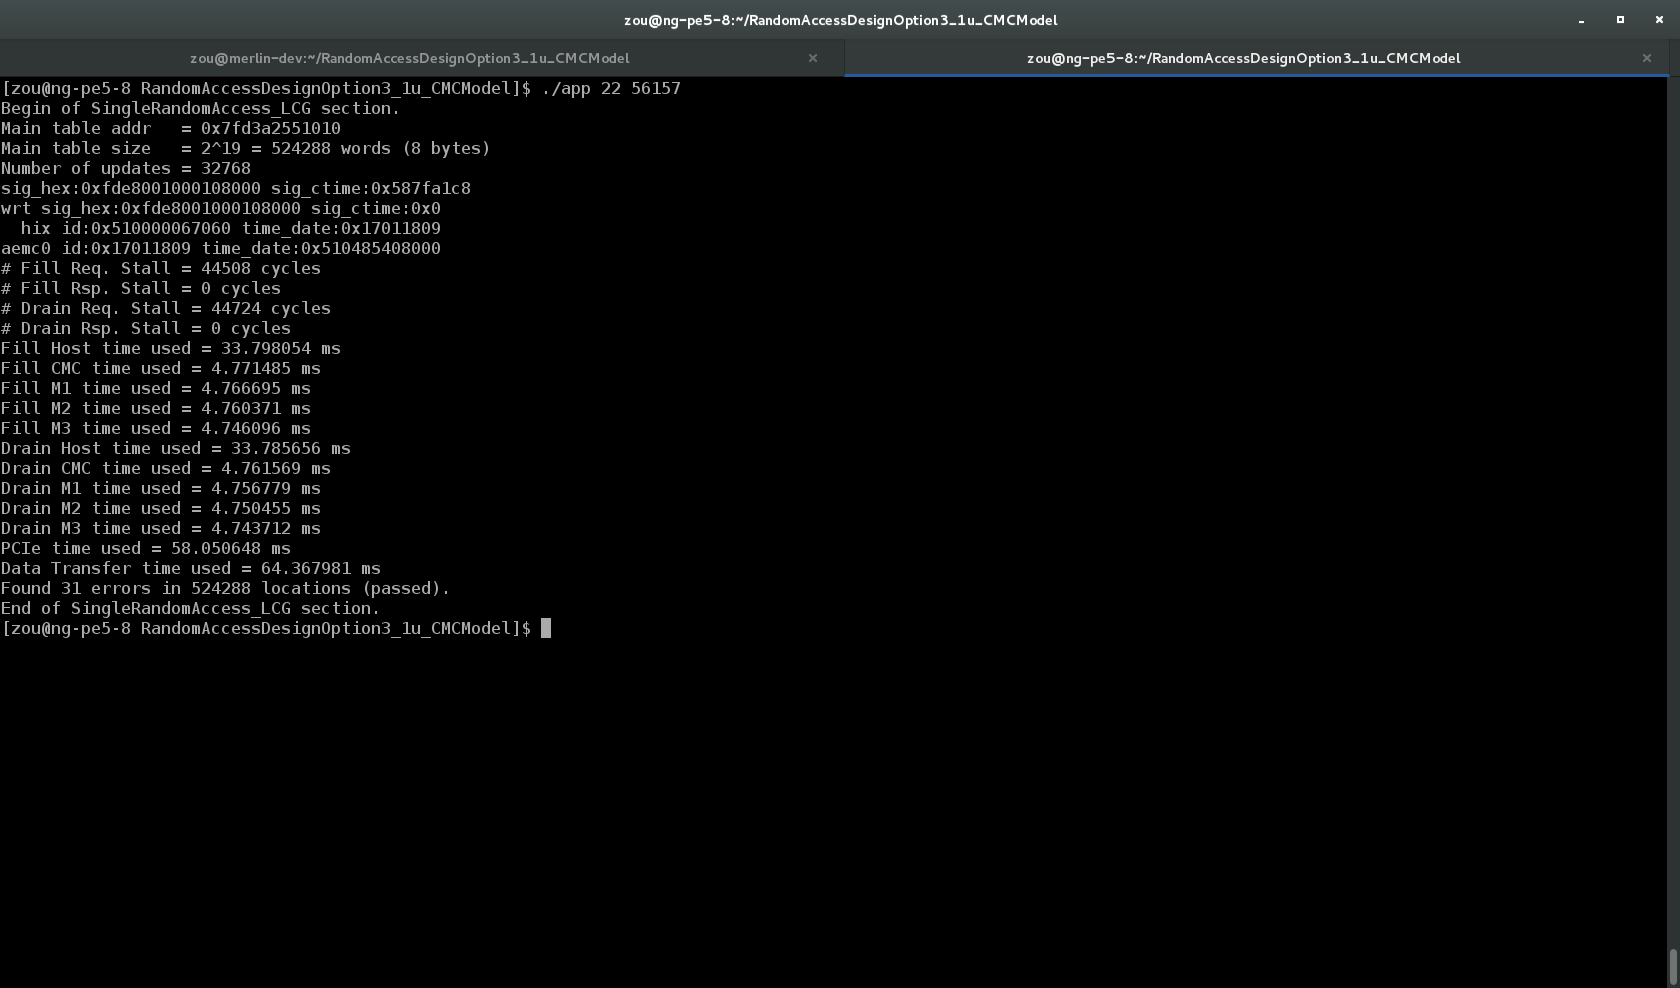 zou@ng-pe5-8:~/RandomAccessDesignOption3_1u_CMCModel
zou@merlin-dev:~/RandomAccessDesignOption3_1u_CMCModel
zou@ng-pe5-8:~/RandomAccessDesignOption3_1u_CMCModel
[zou@ng-pe5-8 RandomAccessDesignOption3_1u_CMCModel]$ ./app 22 56157
Begin of SingleRandomAccess_LCG section.
Main table addr   = 0x7fd3a2551010
Main table size   = 2^19 = 524288 words (8 bytes)
Number of updates = 32768
sig_hex:0xfde8001000108000 sig_ctime:0x587fa1c8
wrt sig_hex:0xfde8001000108000 sig_ctime:0x0
  hix id:0x510000067060 time_date:0x17011809
aemc0 id:0x17011809 time_date:0x510485408000
# Fill Req. Stall = 44508 cycles
# Fill Rsp. Stall = 0 cycles
# Drain Req. Stall = 44724 cycles
# Drain Rsp. Stall = 0 cycles
Fill Host time used = 33.798054 ms
Fill CMC time used = 4.771485 ms
Fill M1 time used = 4.766695 ms
Fill M2 time used = 4.760371 ms
Fill M3 time used = 4.746096 ms
Drain Host time used = 33.785656 ms
Drain CMC time used = 4.761569 ms
Drain M1 time used = 4.756779 ms
Drain M2 time used = 4.750455 ms
Drain M3 time used = 4.743712 ms
PCIe time used = 58.050648 ms
Data Transfer time used = 64.367981 ms
Found 31 errors in 524288 locations (passed).
End of SingleRandomAccess_LCG section.
[zou@ng-pe5-8 RandomAccessDesignOption3_1u_CMCModel]$